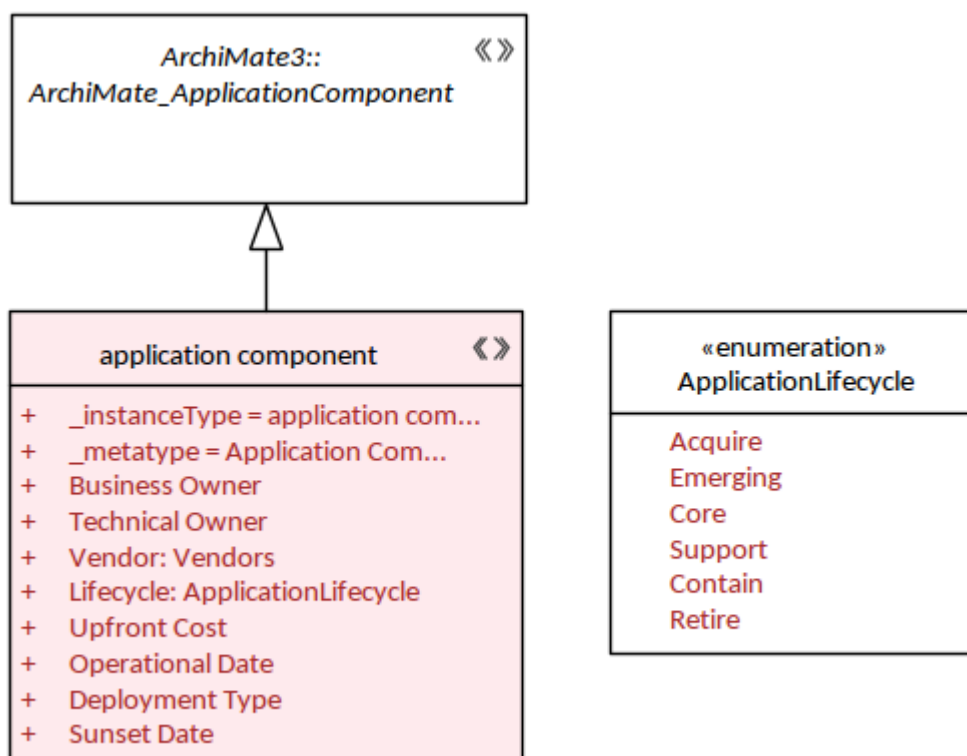 ArchiMate3::
ArchiMate_ApplicationComponent
«»
application component
«»
+ _instanceType = application com...
+ _metatype = Application Com...
+ Business Owner
+ Technical Owner
+ Vendor: Vendors
+ Lifecycle: ApplicationLifecycle
+ Upfront Cost
+ Operational Date
+ Deployment Type
+ Sunset Date
«enumeration»
ApplicationLifecycle
Acquire
Emerging
Core
Support
Contain
Retire